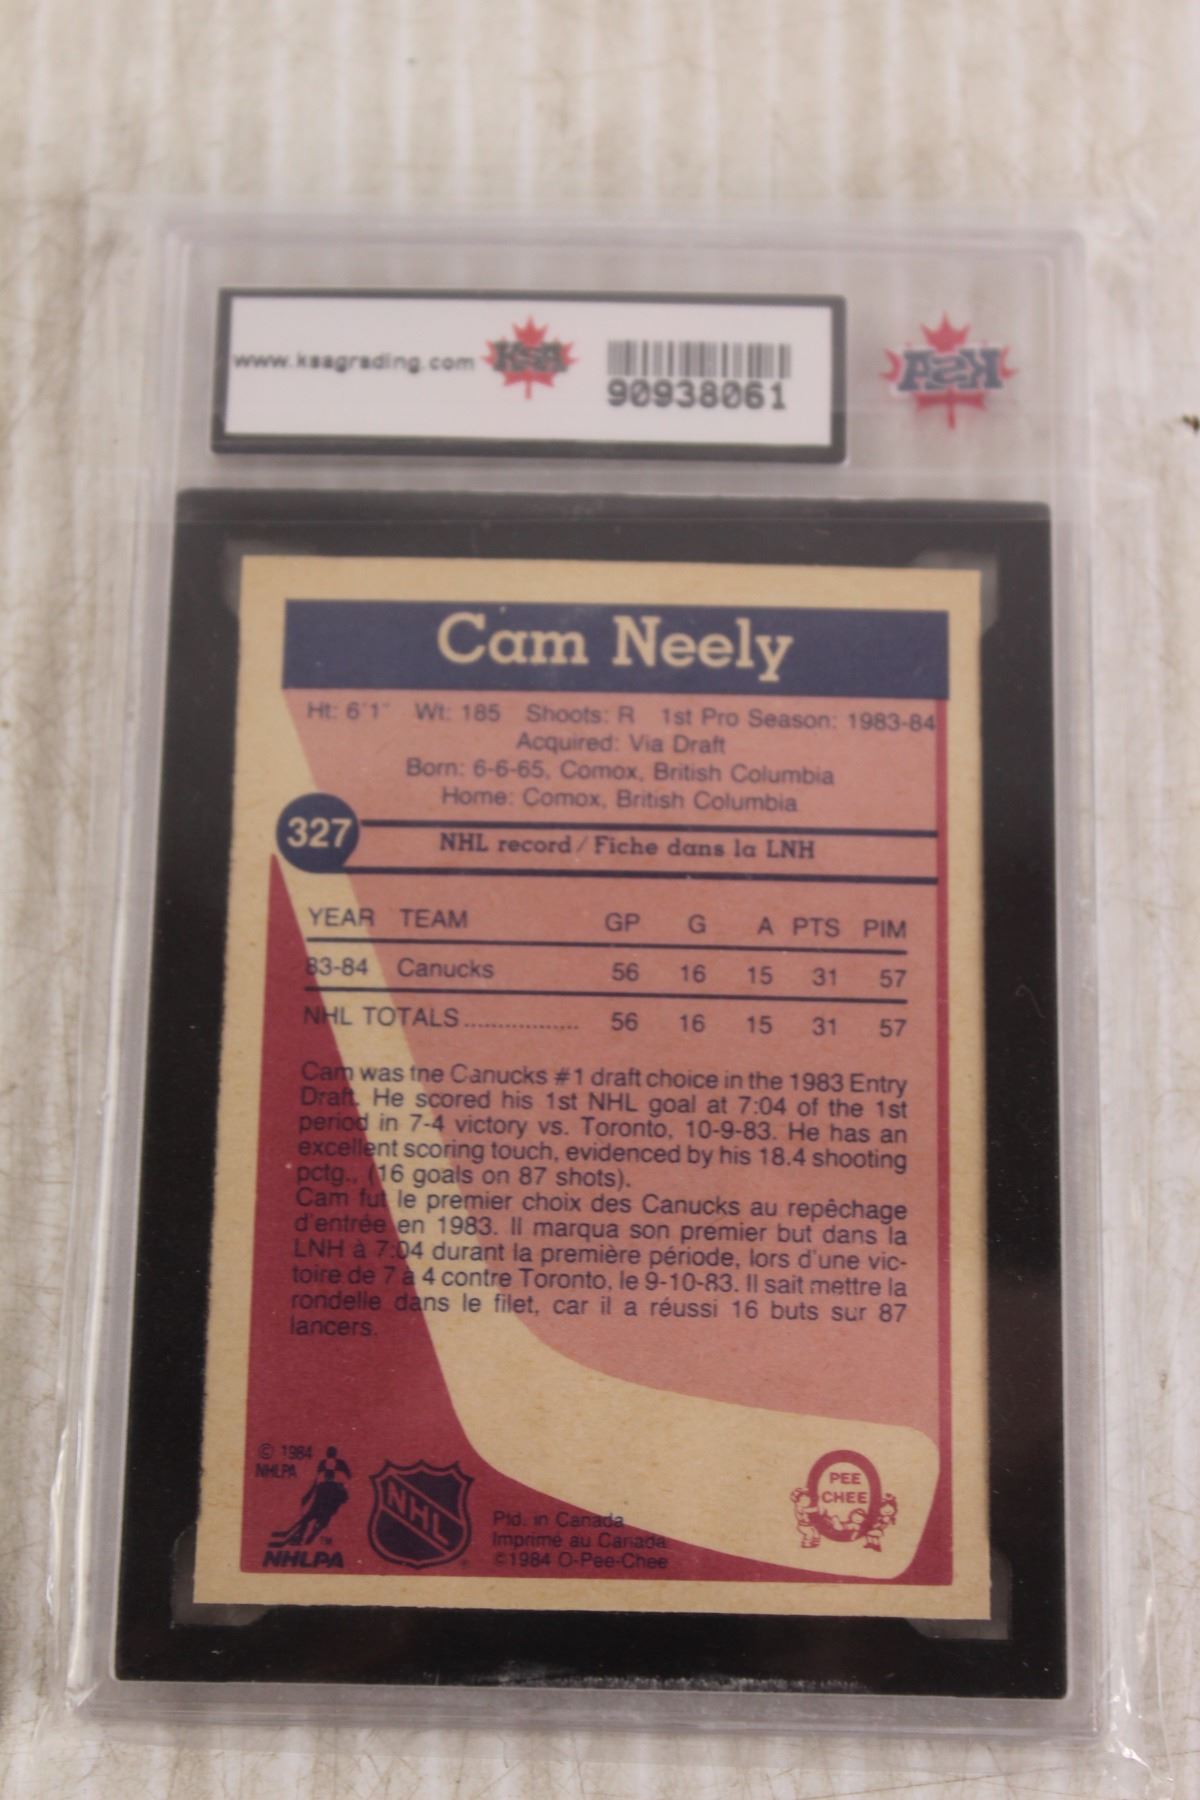 www.ksagrading.com
KSA
90938061
KSA
Cam Neely
Ht: 6'1" Wt: 185 Shoots: R 1st Pro Season: 1983-84
Acquired: Via Draft
Born: 6-6-65, Comox, British Columbia
Home: Comox, British Columbia
327
NHL record / Fiche dans la LNH
YEAR TEAM GP G A PTS PIM
83-84 Canucks 56 16 15 31 57
NHL TOTALS................. 56 16 15 31 57
Cam was the Canucks #1 draft choice in the 1983 Entry
Draft. He scored his 1st NHL goal at 7:04 of the 1st
period in 7-4 victory vs. Toronto, 10-9-83. He has an
excellent scoring touch, evidenced by his 18.4 shooting
pctg., (16 goals on 87 shots).
Cam fut le premier choix des Canucks au repêchage
d'entrée en 1983. Il marqua son premier but dans la
LNH à 7:04 durant la première période, lors d'une vic-
toire de 7 à 4 contre Toronto, le 9-10-83. Il sait mettre la
rondelle dans le filet, car il a réussi 16 buts sur 87
lancers.
© 1984
NHLPA
NHLPA
TM
NHL
Ptd. in Canada
Imprimé au Canada
©1984 O-Pee-Chee
PEE
CHEE